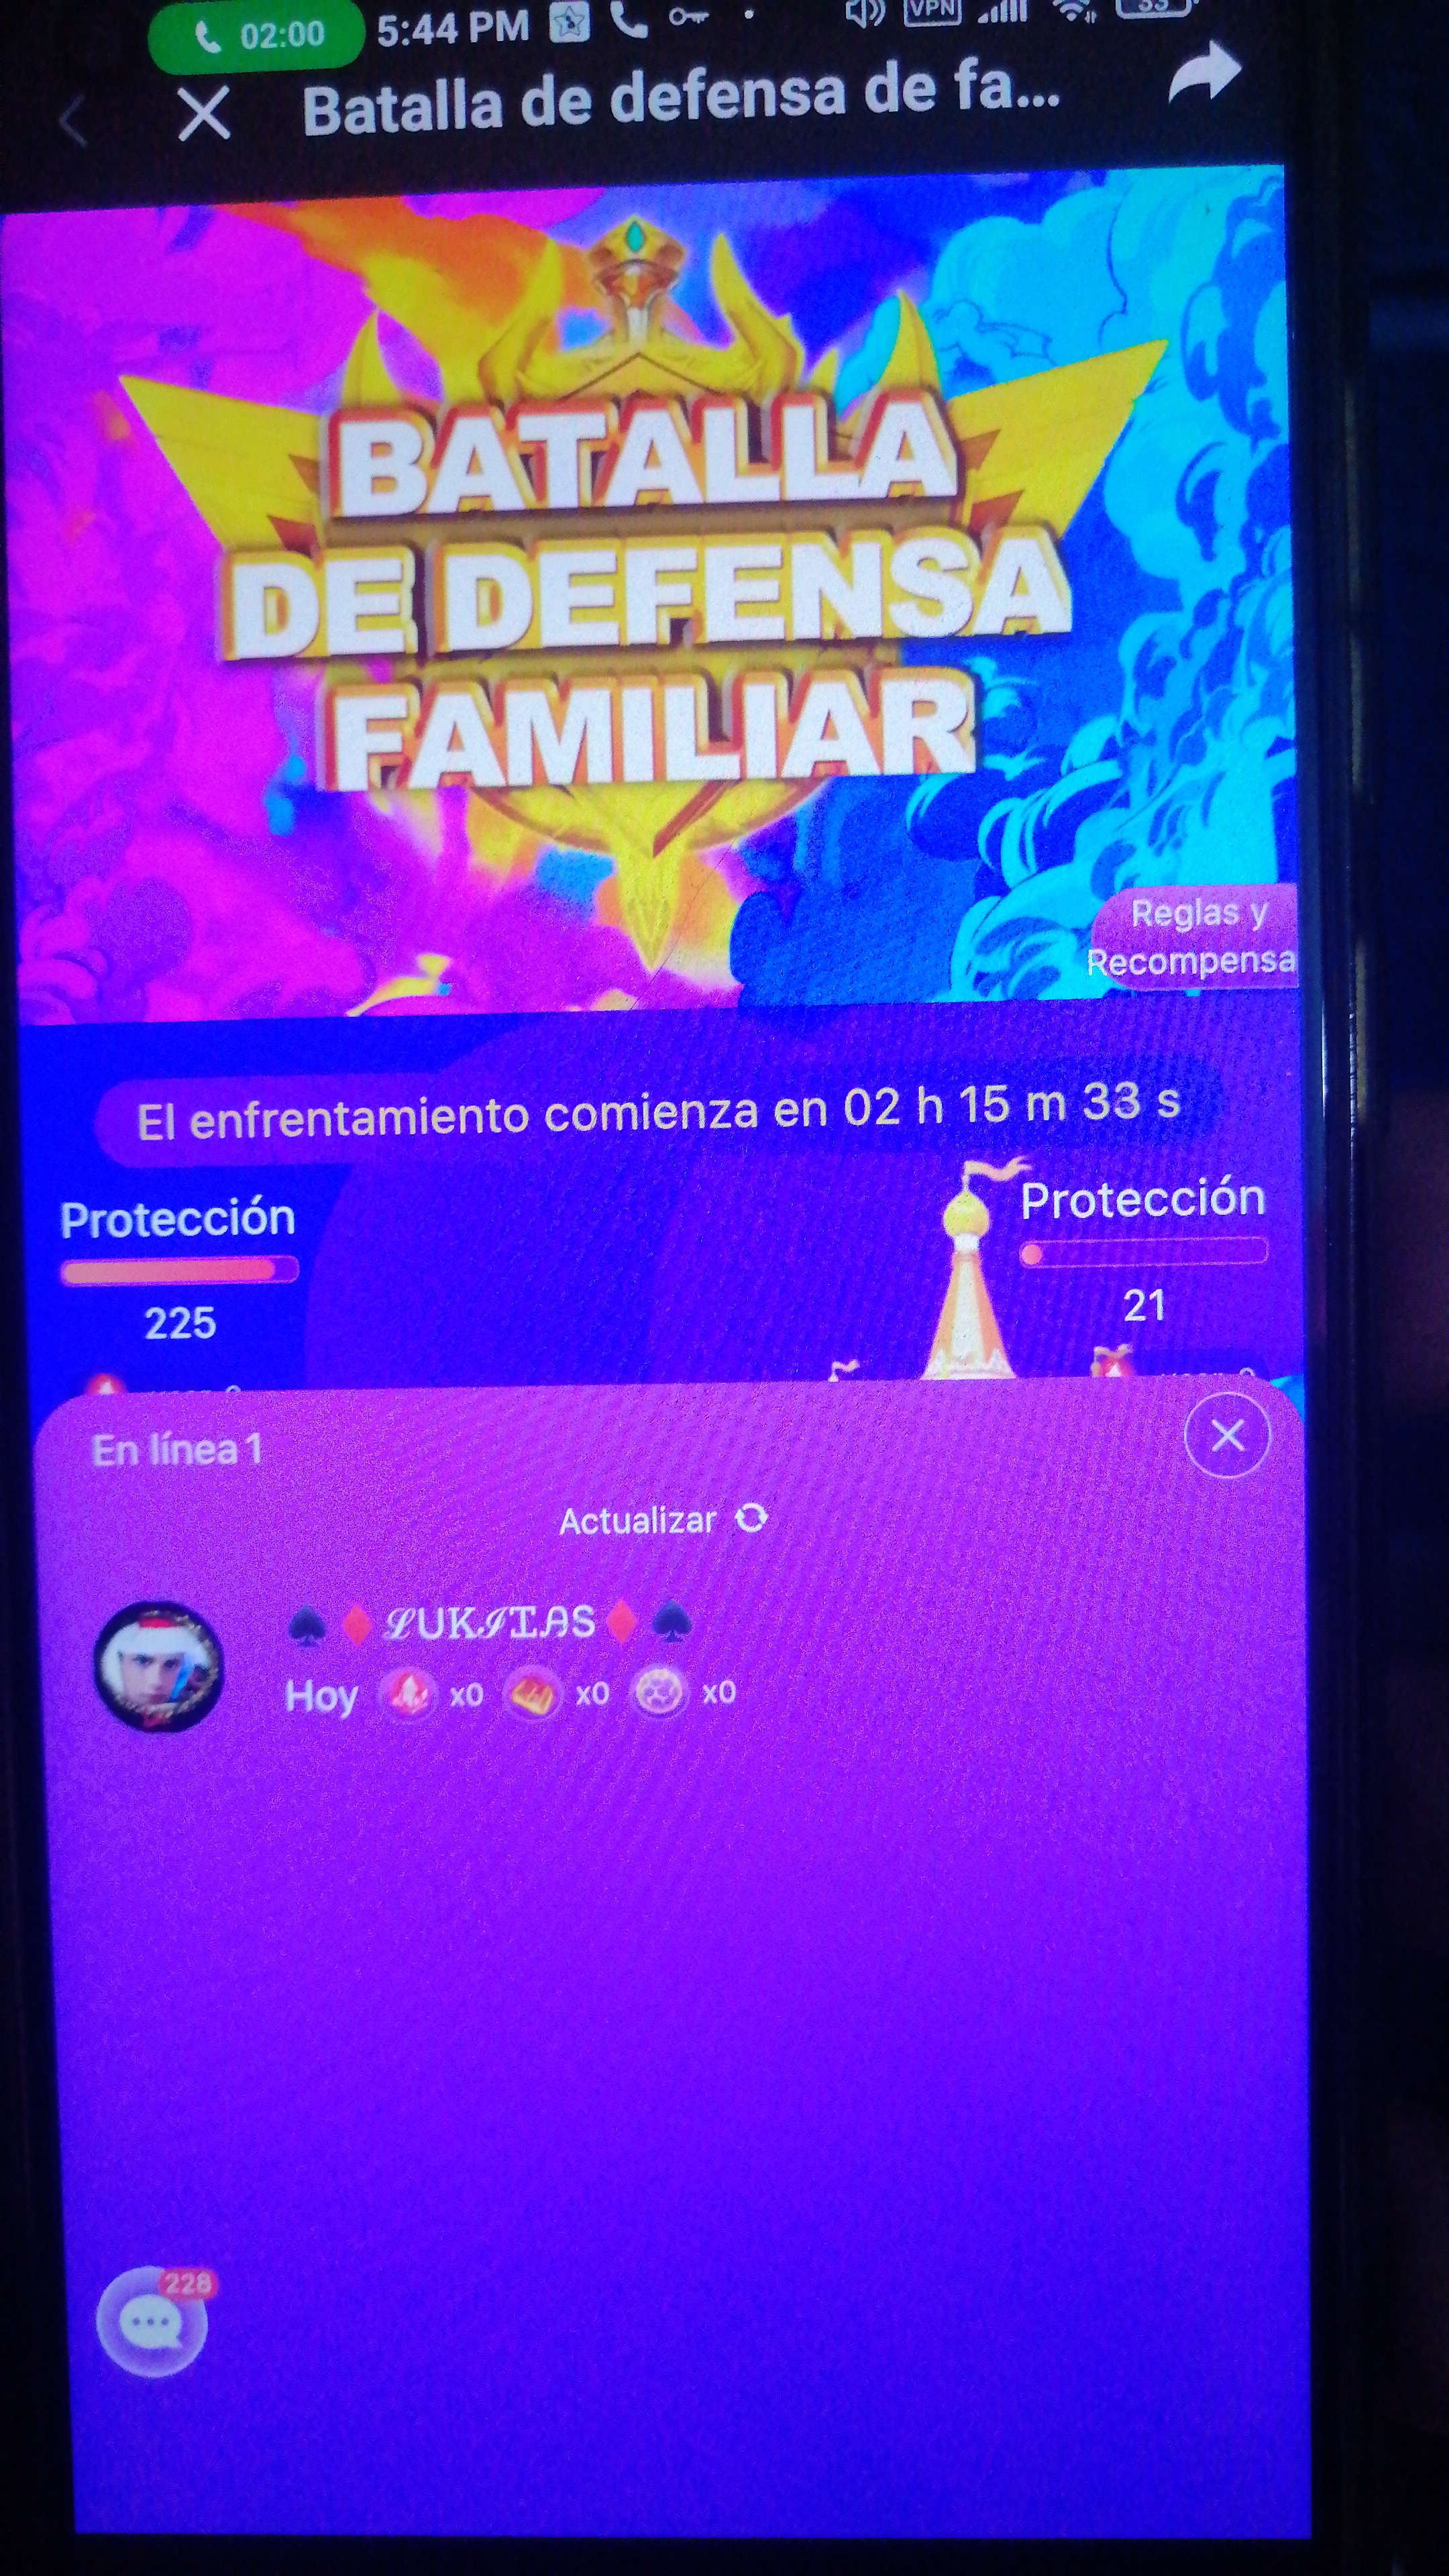 02:00 5:44 PM VPN 33
Batalla de defensa de fa...
BATALLA
DE DEFENSA
FAMILIAR
Reglas y
Recompensa
El enfrentamiento comienza en 02 h 15 m 33 s
Protección
225
Protección
21
En línea 1
Actualizar
♠️♦️ℒUKℐꀤᎯS♦️♠️
Hoy x0 x0 x0
228